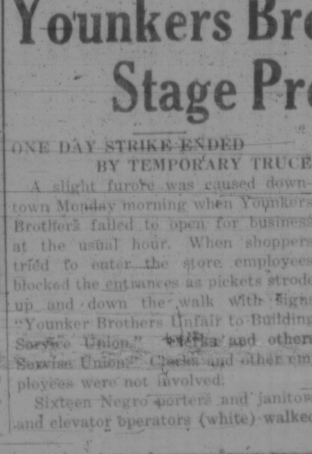 Younkers Bro
Stage Pro
ONE DAY STRIKE ENDED
BY TEMPORARY TRUCE
A slight furore was caused down-
town Monday morning when Younkers
Brothers failed to open for business
at the usual hour. When shoppers
tried to enter the store employees
blocked the entrances as pickets strode
up and down the walk with signs
"Younker Brothers Unfair to Building
Service Union." and other
Service Union." Clerks and other em-
ployees were not involved.
Sixteen Negro porters and janitors
and elevator operators (white) walked